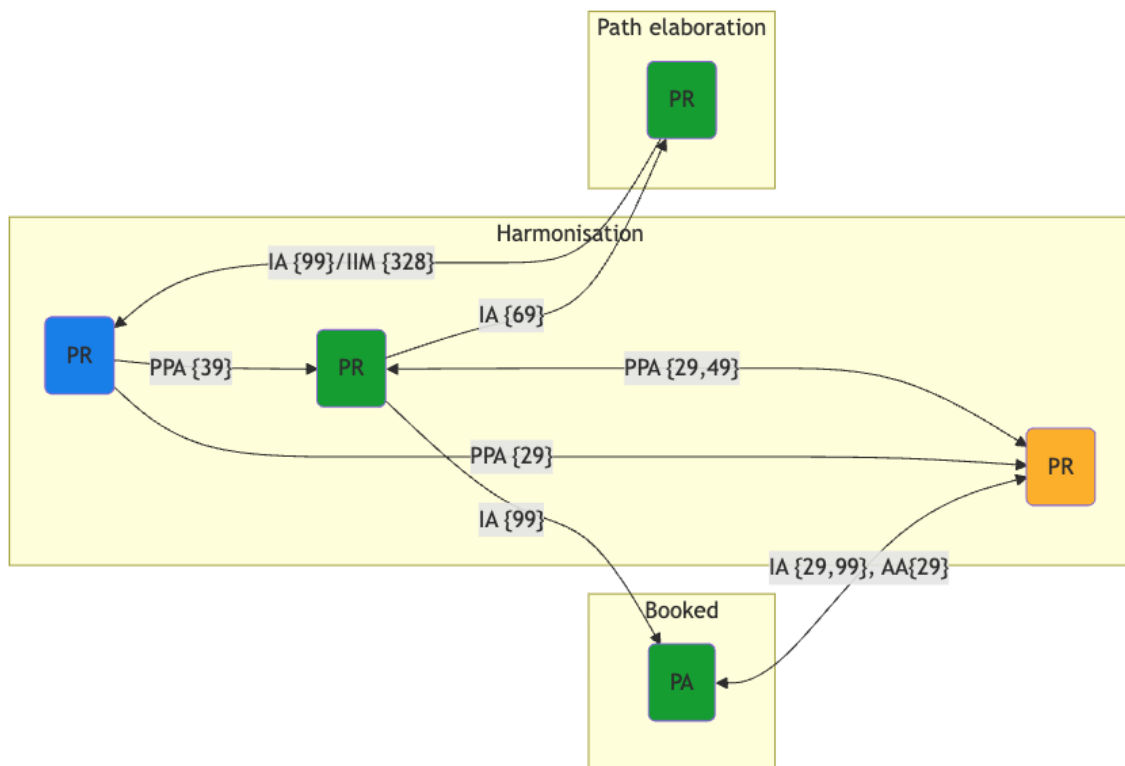 Path elaboration
PR
Harmonisation
IA {99}/IIM {328}
IA {69}
PR
PPA {39}
PR
PPA {29,49}
PPA {29}
PR
IA {99}
IA {29,99}, AA{29}
Booked
PA